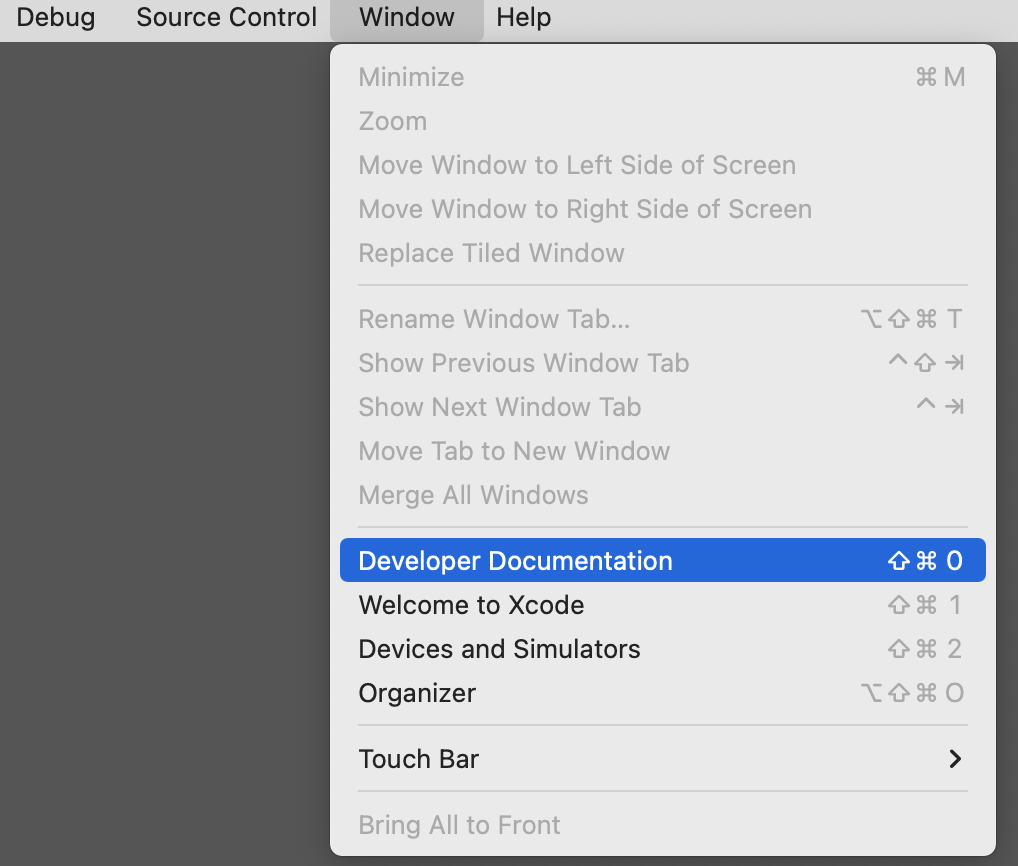 Debug Source Control Window Help
Minimize ⌘ M
Zoom
Move Window to Left Side of Screen
Move Window to Right Side of Screen
Replace Tiled Window
Rename Window Tab... ⌥⇧⌘ T
Show Previous Window Tab ^⇧⇥
Show Next Window Tab ^⇥
Move Tab to New Window
Merge All Windows
Developer Documentation ⇧⌘ 0
Welcome to Xcode ⇧⌘ 1
Devices and Simulators ⇧⌘ 2
Organizer ⌥⇧⌘ O
Touch Bar
Bring All to Front